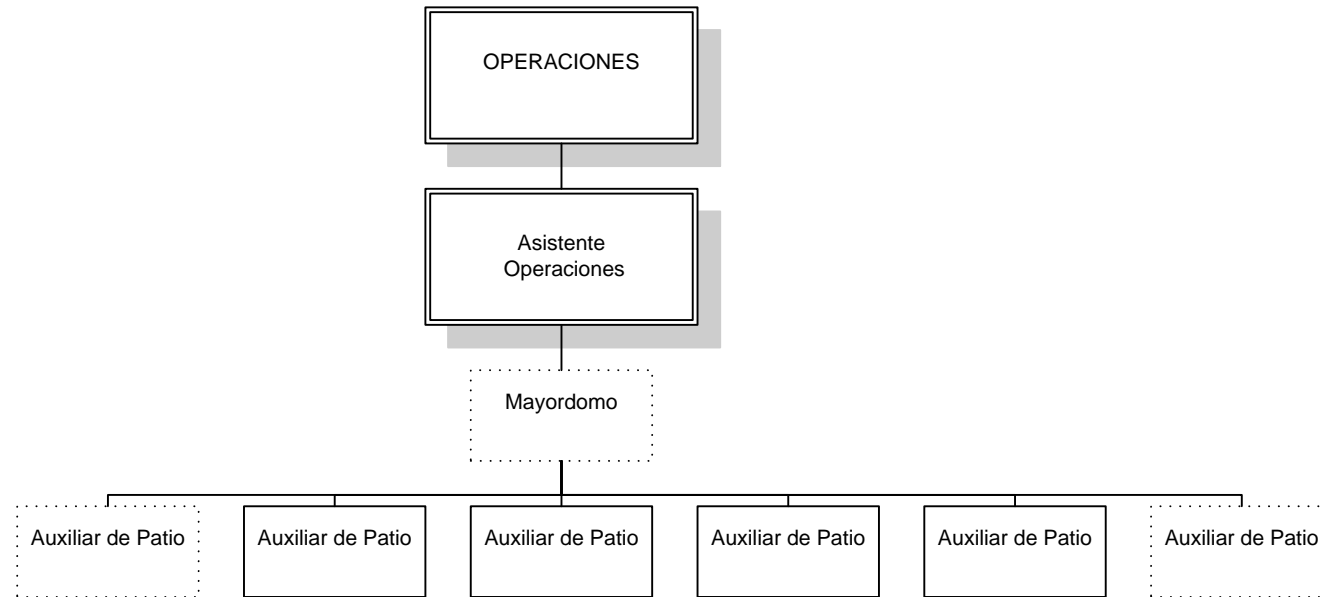 OPERACIONES
Asistente
Operaciones
Mayordomo
Auxiliar de Patio
Auxiliar de Patio
Auxiliar de Patio
Auxiliar de Patio
Auxiliar de Patio
Auxiliar de Patio